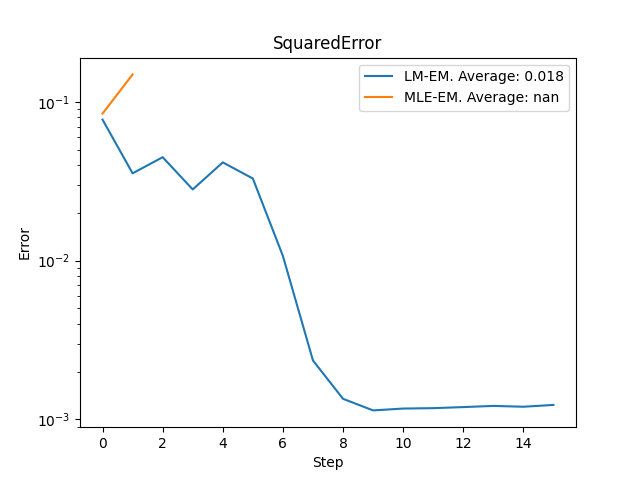 SquaredError
LM-EM. Average: 0.018
MLE-EM. Average: nan
Error
10⁻¹
10⁻²
10⁻³
0 2 4 6 8 10 12 14
Step